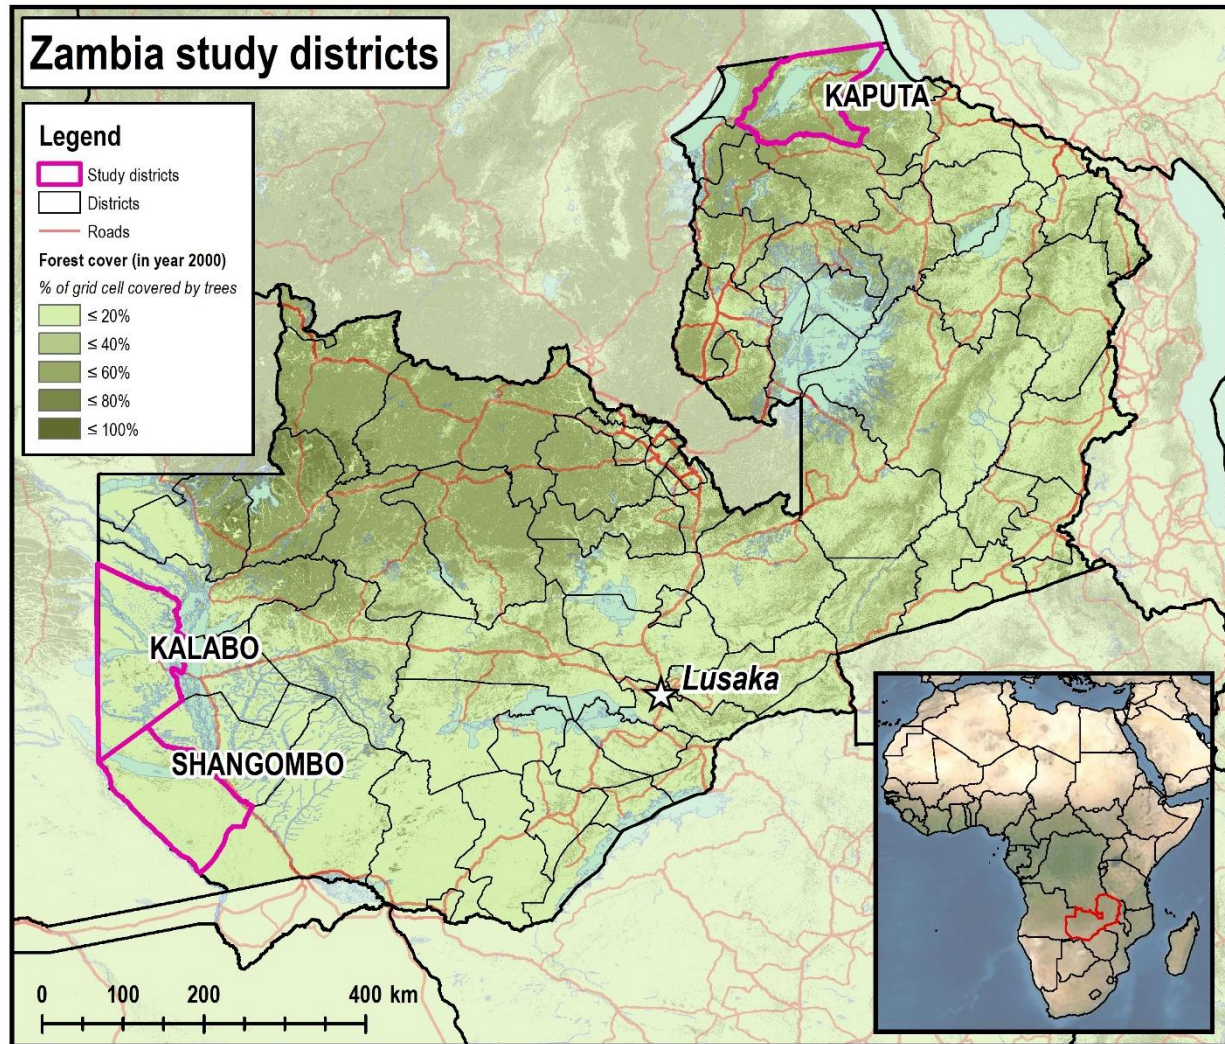 Zambia study districts
Legend
Study districts
Districts
Roads
Forest cover (in year 2000)
% of grid cell covered by trees
≤ 20%
≤ 40%
≤ 60%
≤ 80%
≤ 100%
KAPUTA
KALABO
Lusaka
SHANGOMBO
0 100 200 400 km